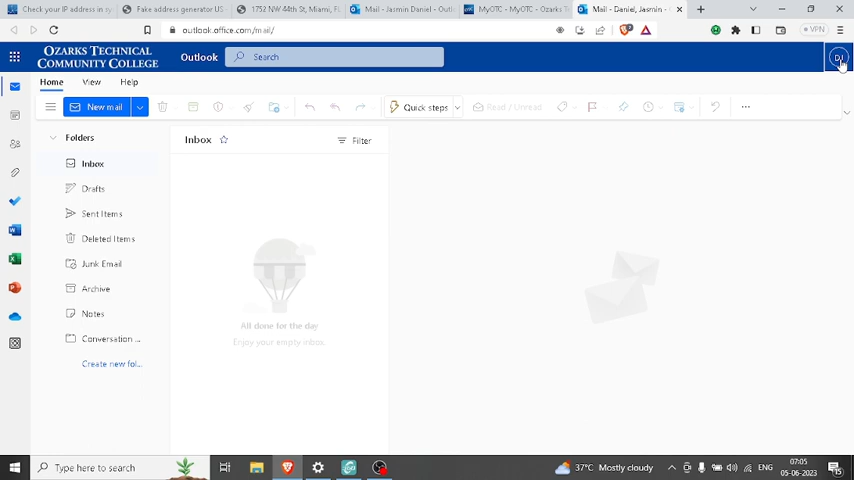 Check your IP address in sy
Fake address generator US
1752 NW 44th St, Miami, Fl
Mail - Jasmin Daniel - Outl
MyOTC - MyOTC - Ozarks T
Mail - Daniel, Jasmin -
outlook.office.com/mail/
VPN
OZARKS TECHNICAL
COMMUNITY COLLEGE
Outlook
Search
DJ
Home
View
Help
New mail
Quick steps
Read / Unread
Folders
Inbox
Filter
Inbox
Drafts
Sent Items
Deleted Items
Junk Email
Archive
Notes
Conversation ...
Create new fol...
All done for the day
Enjoy your empty inbox.
Type here to search
37°C Mostly cloudy
ENG
07:05
05-06-2023
15